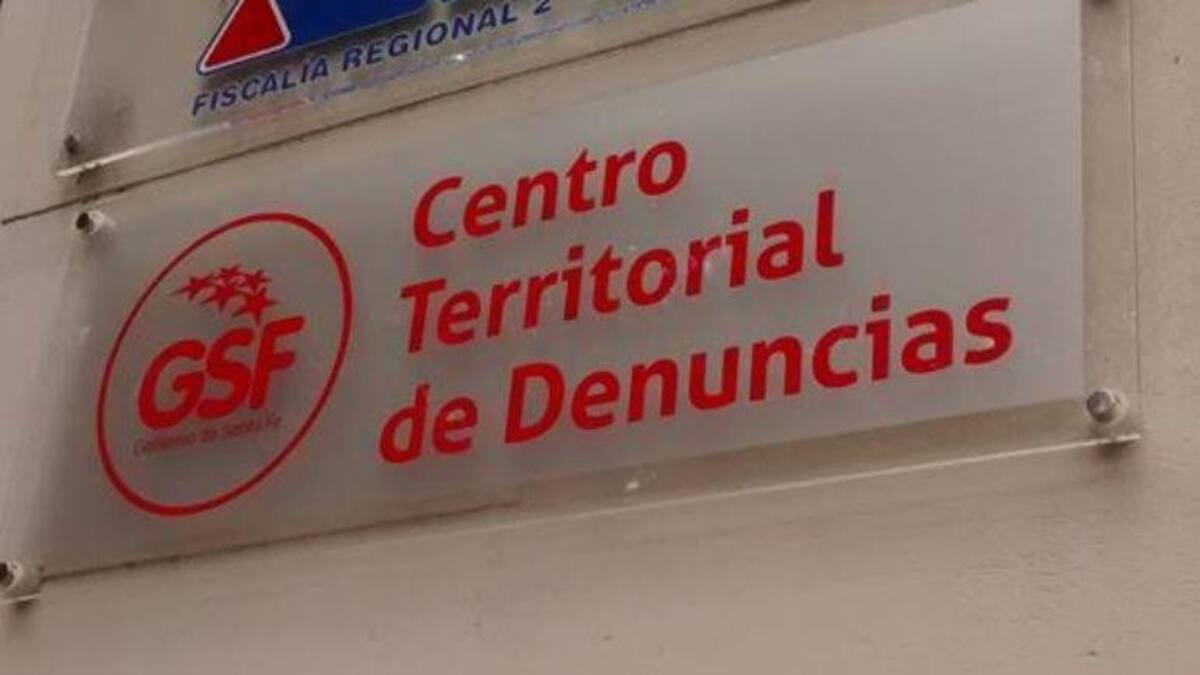 FISCALÍA REGIONAL 2
Centro
Territorial
de Denuncias
GSF
Gobierno de Santa Fe